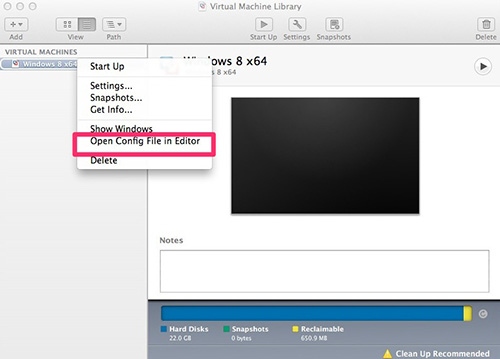 Virtual Machine Library
Add View Path Start Up Settings Snapshots Delete
VIRTUAL MACHINES
Windows 8 x64
Windows 8 x64
s 8 x64
Start Up
Settings...
Snapshots...
Get Info...
Show Windows
Open Config File in Editor
Delete
Notes
Hard Disks Snapshots Reclaimable
22.0 GB 0 bytes 650.9 MB
Clean Up Recommended